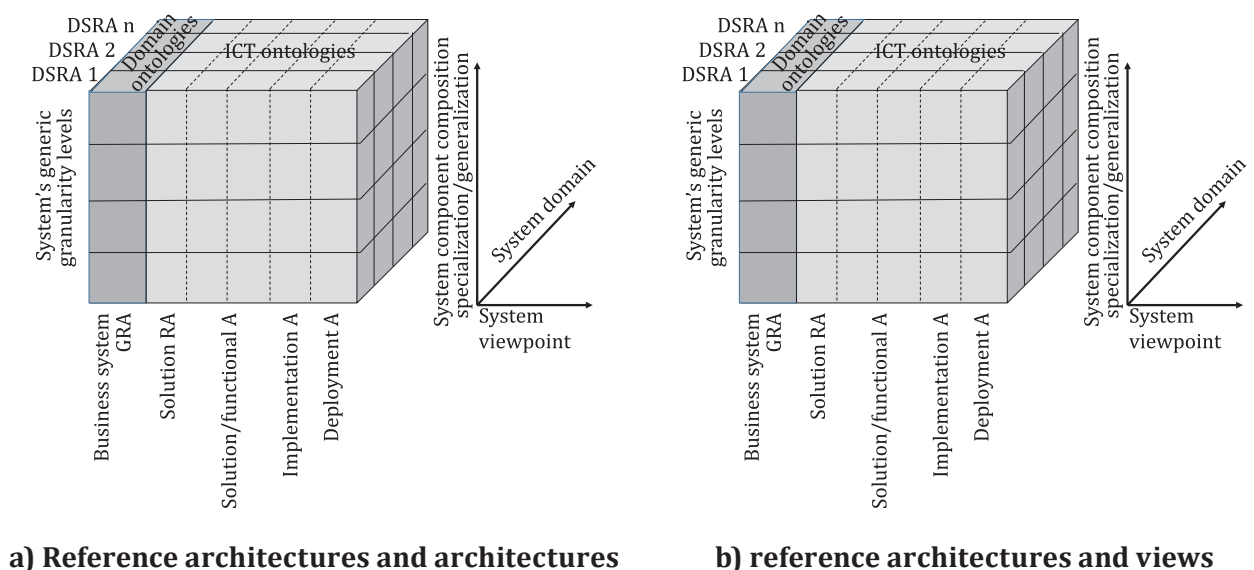 DSRA n
DSRA 2
DSRA 1
Domain
ontologies
ICT ontologies
System's generic
granularity levels
System component composition
specialization/generalization
System domain
System
viewpoint
Business system
GRA
Solution RA
Solution/functional A
Implementation A
Deployment A
a) Reference architectures and architectures
DSRA n
DSRA 2
DSRA 1
Domain
ontologies
ICT ontologies
System's generic
granularity levels
System component composition
specialization/generalization
System domain
System
viewpoint
Business system
GRA
Solution RA
Solution/functional A
Implementation A
Deployment A
b) reference architectures and views